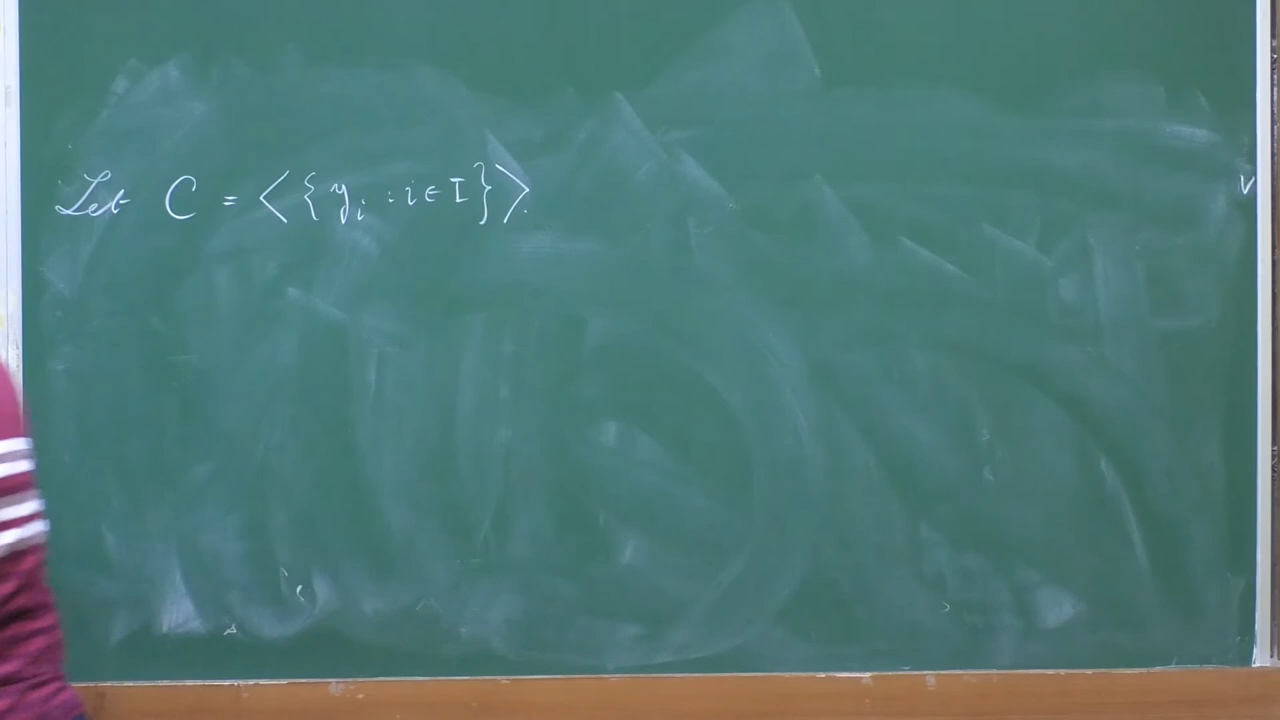 Let C = < { y_i : i ∈ I } >.